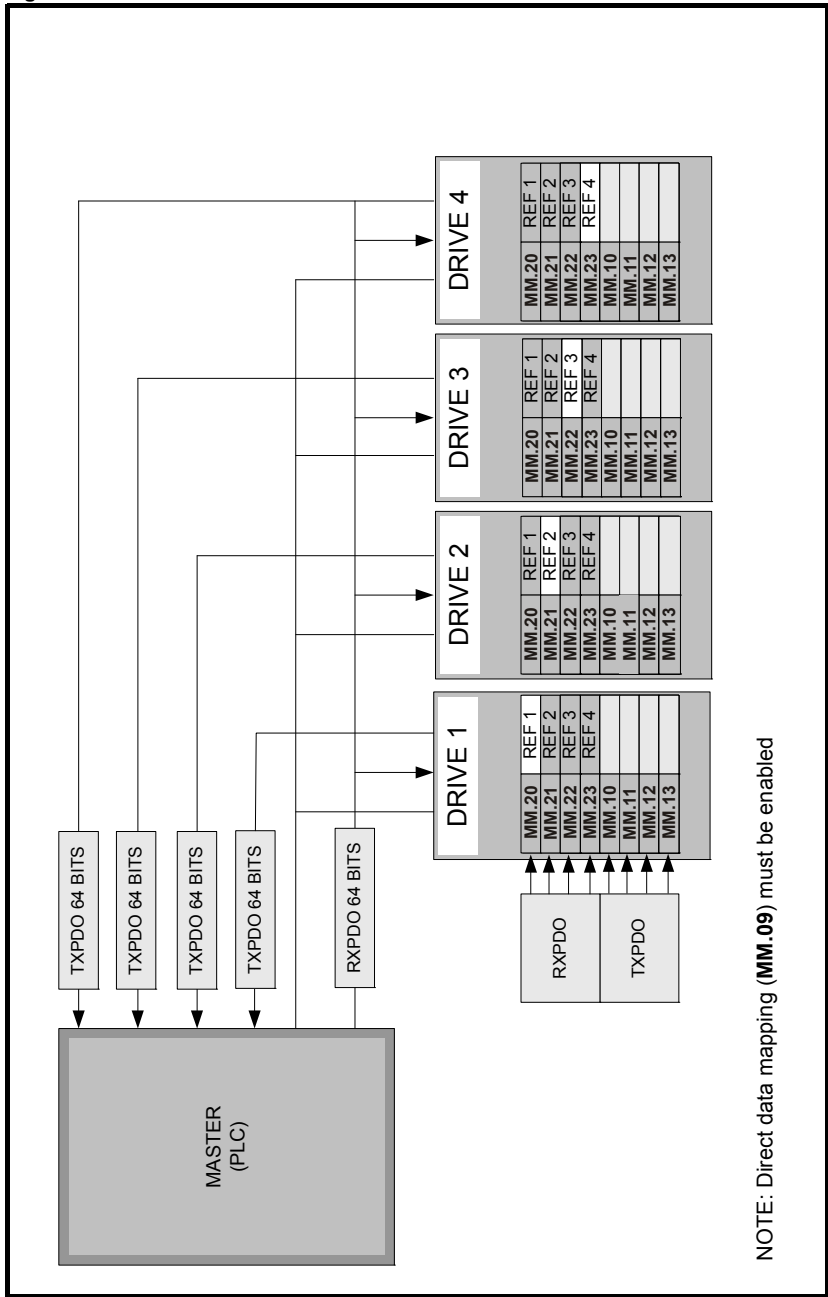 MASTER
(PLC)
TXPDO 64 BITS
TXPDO 64 BITS
TXPDO 64 BITS
TXPDO 64 BITS
RXPDO 64 BITS
DRIVE 1
MM.20 REF 1
MM.21 REF 2
MM.22 REF 3
MM.23 REF 4
MM.10
MM.11
MM.12
MM.13
DRIVE 2
MM.20 REF 1
MM.21 REF 2
MM.22 REF 3
MM.23 REF 4
MM.10
MM.11
MM.12
MM.13
DRIVE 3
MM.20 REF 1
MM.21 REF 2
MM.22 REF 3
MM.23 REF 4
MM.10
MM.11
MM.12
MM.13
DRIVE 4
MM.20 REF 1
MM.21 REF 2
MM.22 REF 3
MM.23 REF 4
MM.10
MM.11
MM.12
MM.13
RXPDO
TXPDO
NOTE: Direct data mapping (MM.09) must be enabled